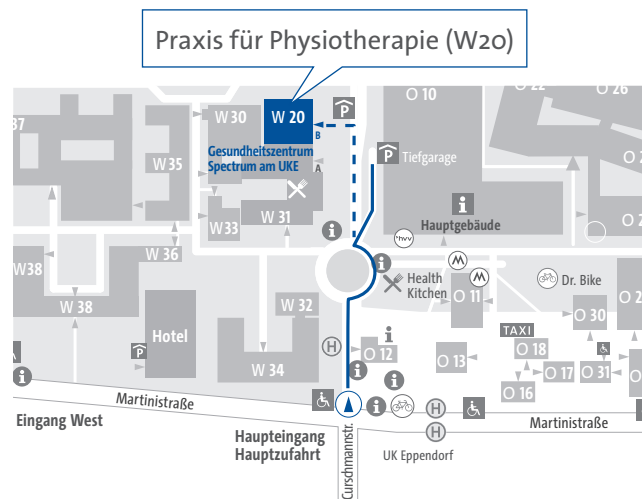 Praxis für Physiotherapie (W20)
37
W 30
W 20
P
O 10
O 22
O 26
B
W 35
Gesundheitszentrum
Spectrum am UKE
A
P
Tiefgarage
i
Hauptgebäude
W 33
W 31
i
hvv
W 36
W38
i
M
M
Health
Kitchen
Dr. Bike
W 38
W 32
O 11
O 30
Hotel
P
H
i
O 12
TAXI
O 18
O 13
W 34
i
O 17
O 31
O 16
i
Martinistraße
i
i
H
Eingang West
Haupteingang
Hauptzufahrt
Curschmannstr.
H
Martinistraße
UK Eppendorf